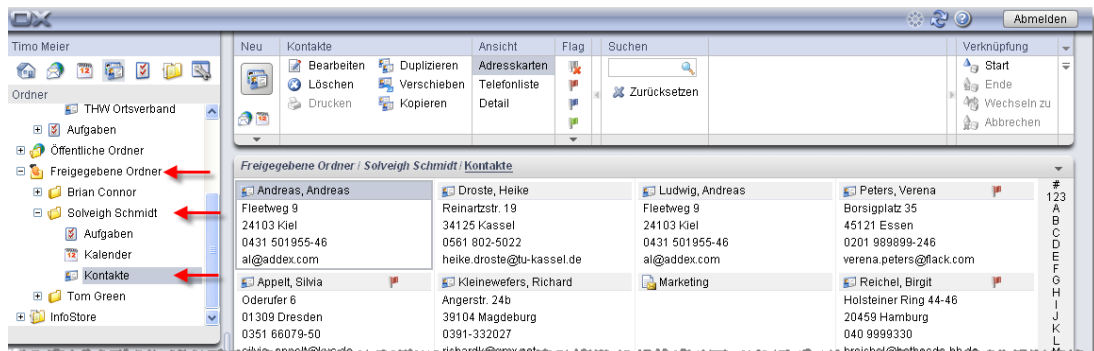 OX
Abmelden
Timo Meier
Ordner
THW Ortsverband
Aufgaben
Öffentliche Ordner
Freigegebene Ordner
Brian Connor
Solveigh Schmidt
Aufgaben
Kalender
Kontakte
Tom Green
InfoStore
Neu
Kontakte
Bearbeiten
Duplizieren
Löschen
Verschieben
Drucken
Kopieren
Ansicht
Adresskarten
Telefonliste
Detail
Flag
Suchen
Zurücksetzen
Verknüpfung
Start
Ende
Wechseln zu
Abbrechen
Freigegebene Ordner / Solveigh Schmidt / Kontakte
Andreas, Andreas
Fleetweg 9
24103 Kiel
0431 501955-46
al@addex.com
Droste, Heike
Reinartzstr. 19
34125 Kassel
0561 802-5022
heike.droste@tu-kassel.de
Ludwig, Andreas
Fleetweg 9
24103 Kiel
0431 501955-46
al@addex.com
Peters, Verena
Borsigplatz 35
45121 Essen
0201 989899-246
verena.peters@flack.com
Appelt, Silvia
Oderufer 6
01309 Dresden
0351 66079-50
Kleinewefers, Richard
Angerstr. 24b
39104 Magdeburg
0391-332027
Marketing
Reichel, Birgit
Holsteiner Ring 44-46
20459 Hamburg
040 9999330
#
123
A
B
C
D
E
F
G
H
I
J
K
L